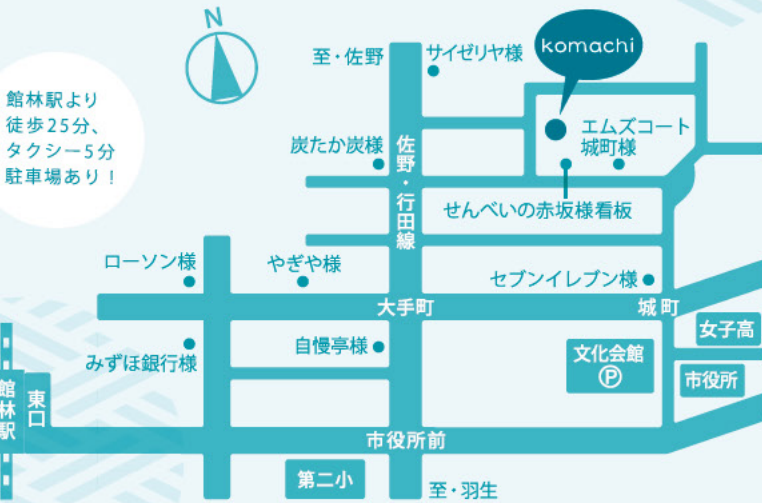 N
至・佐野
サイゼリヤ様
komachi
館林駅より
徒歩25分、
タクシー5分
駐車場あり！
炭たか炭様
佐野・行田線
エムズコート
城町様
せんべいの赤坂様看板
ローソン様
やぎや様
セブンイレブン様
大手町
城町
女子高
みずほ銀行様
自慢亭様
文化会館
Ⓟ
市役所
館林駅
東口
市役所前
第二小
至・羽生